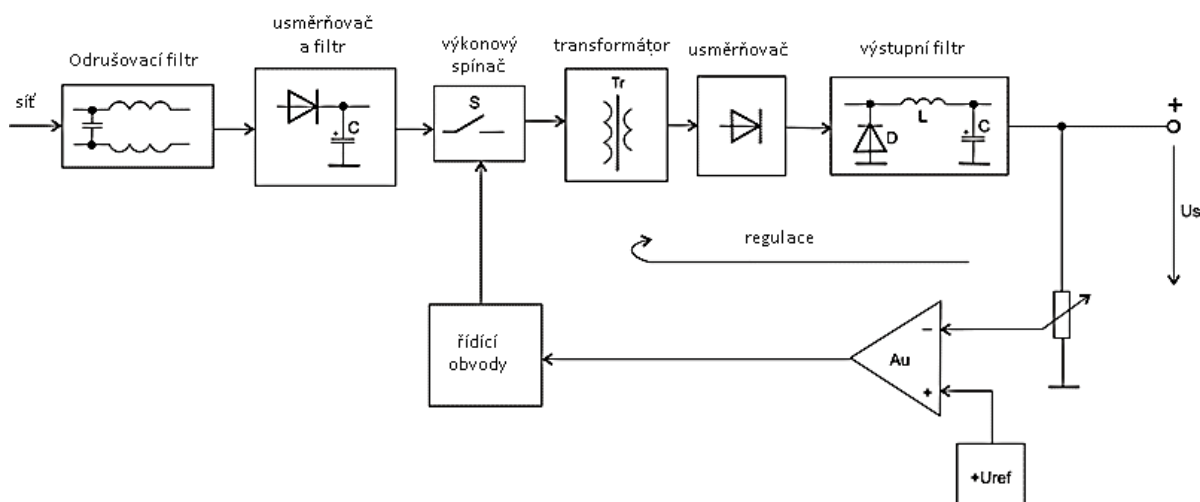 Odrušovací filtr
usměrňovač
a filtr
výkonový
spínač
transformátor
usměrňovač
výstupní filtr
síť
C
S
Tr
D
L
C
+
Us
regulace
řídící
obvody
Au
−
+
+Uref